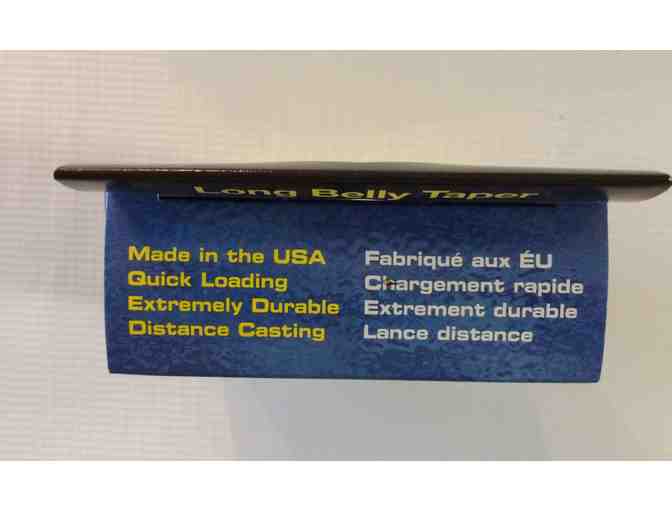 Long Belly Taper
Made in the USA
Quick Loading
Extremely Durable
Distance Casting
Fabriqué aux ÉU
Chargement rapide
Extrement durable
Lance distance